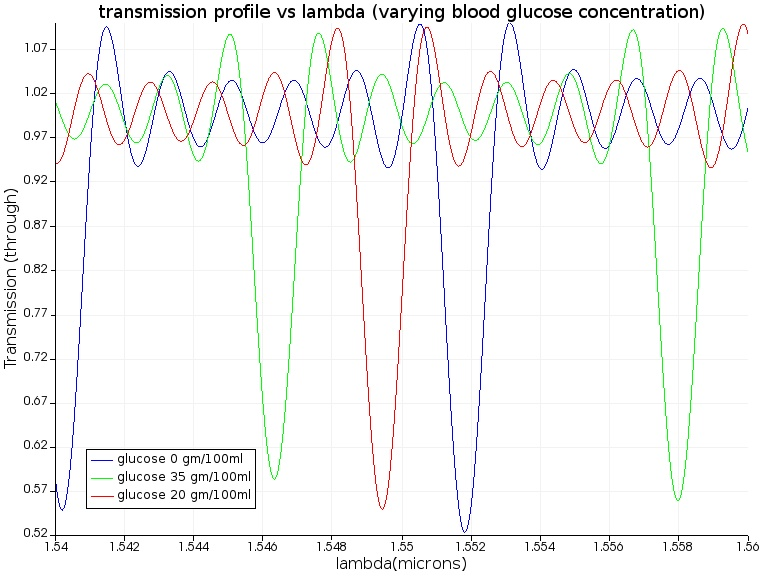 transmission profile vs lambda (varying blood glucose concentration)
Transmission (through)
1.07
1.02
0.97
0.92
0.87
0.82
0.77
0.72
0.67
0.62
0.57
0.52
glucose 0 gm/100ml
glucose 35 gm/100ml
glucose 20 gm/100ml
1.54 1.542 1.544 1.546 1.548 1.55 1.552 1.554 1.556 1.558 1.56
lambda(microns)